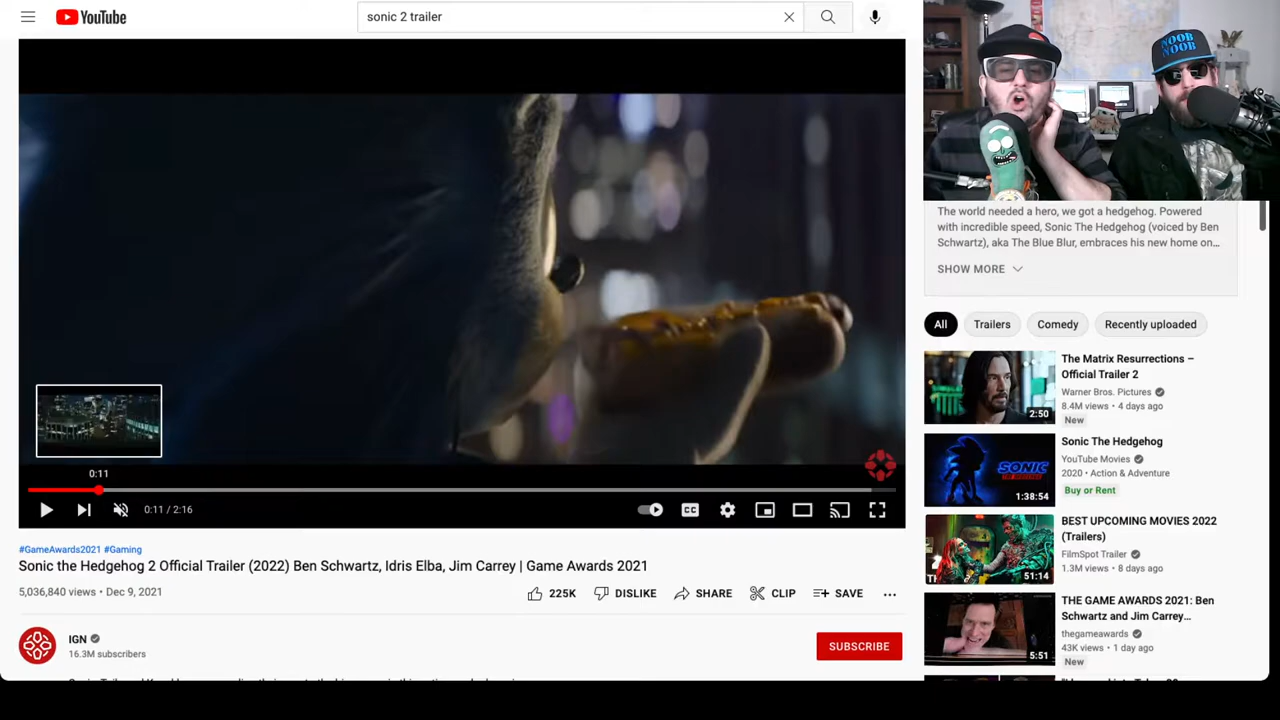 YouTube
sonic 2 trailer
NOOB
NOOB
0:11
0:11 / 2:16
CC
#GameAwards2021 #Gaming
Sonic the Hedgehog 2 Official Trailer (2022) Ben Schwartz, Idris Elba, Jim Carrey | Game Awards 2021
5,036,840 views • Dec 9, 2021
225K
DISLIKE
SHARE
CLIP
SAVE
IGN
16.3M subscribers
SUBSCRIBE
The world needed a hero, we got a hedgehog. Powered
with incredible speed, Sonic The Hedgehog (voiced by Ben
Schwartz), aka The Blue Blur, embraces his new home on...
SHOW MORE
All
Trailers
Comedy
Recently uploaded
2:50
The Matrix Resurrections –
Official Trailer 2
Warner Bros. Pictures
8.4M views • 4 days ago
New
SONIC
1:38:54
Sonic The Hedgehog
YouTube Movies
2020 • Action & Adventure
Buy or Rent
51:14
BEST UPCOMING MOVIES 2022
(Trailers)
FilmSpot Trailer
1.3M views • 8 days ago
5:51
THE GAME AWARDS 2021: Ben
Schwartz and Jim Carrey...
thegameawards
43K views • 1 day ago
New